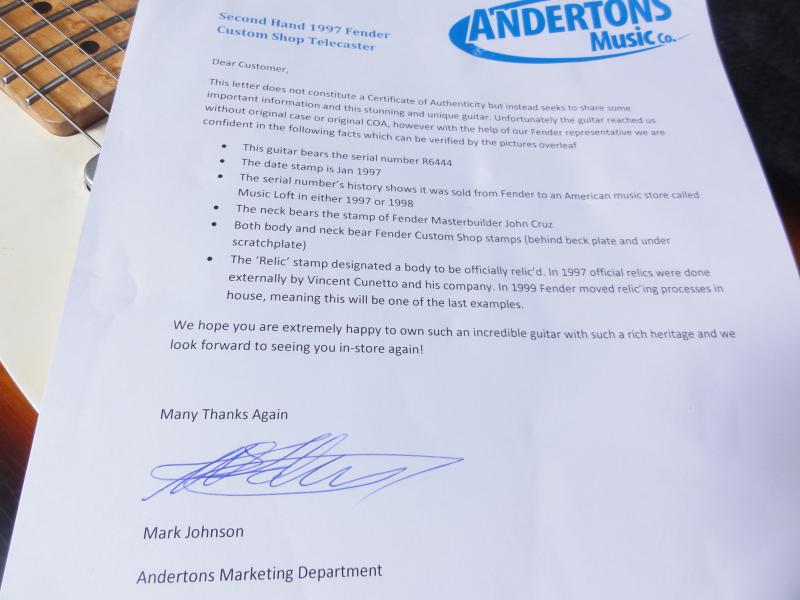 Second Hand 1997 Fender
Custom Shop Telecaster
ANDERTONS
Music Co.
Dear Customer,
This letter does not constitute a Certificate of Authenticity but instead seeks to share some
important information and this stunning and unique guitar. Unfortunately the guitar reached us
without original case or original COA, however with the help of our Fender representative we are
confident in the following facts which can be verified by the pictures overleaf
• This guitar bears the serial number R6444
• The date stamp is Jan 1997
• The serial number's history shows it was sold from Fender to an American music store called
Music Loft in either 1997 or 1998
• The neck bears the stamp of Fender Masterbuilder John Cruz
• Both body and neck bear Fender Custom Shop stamps (behind beck plate and under
scratchplate)
• The 'Relic' stamp designated a body to be officially relic'd. In 1997 official relics were done
externally by Vincent Cunetto and his company. In 1999 Fender moved relic'ing processes in
house, meaning this will be one of the last examples.
We hope you are extremely happy to own such an incredible guitar with such a rich heritage and we
look forward to seeing you in-store again!
Many Thanks Again
Mark Johnson
Andertons Marketing Department